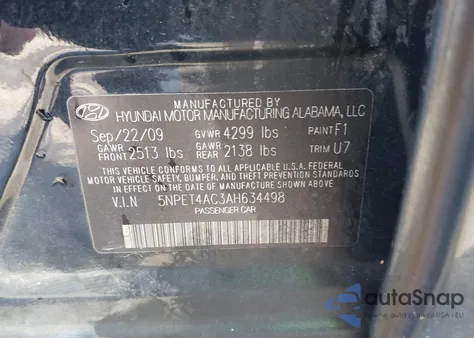 MANUFACTURED BY
HYUNDAI MOTOR MANUFACTURING ALABAMA, LLC
Sep/22/09 GVWR 4299 lbs PAINT F1
GAWR FRONT 2513 lbs GAWR REAR 2138 lbs TRIM U7
THIS VEHICLE CONFORMS TO ALL APPLICABLE U.S.A. FEDERAL
MOTOR VEHICLE SAFETY, BUMPER, AND THEFT PREVENTION
STANDARDS IN EFFECT ON THE DATE OF MANUFACTURE SHOWN ABOVE.
V.I.N 5NPET4AC3AH634498
PASSENGER CAR
autoSnap